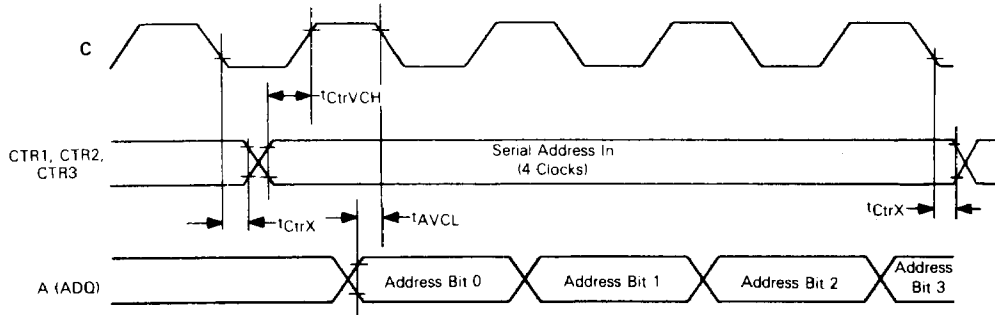 C
tCtrVCH
CTR1, CTR2,
CTR3
Serial Address In
(4 Clocks)
tCtrX
tAVCL
tCtrX
A (ADQ)
Address Bit 0
Address Bit 1
Address Bit 2
Address
Bit 3